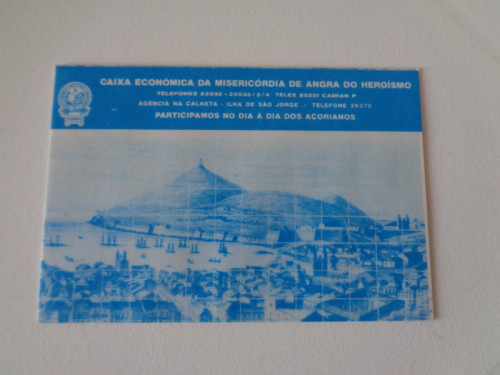 CAIXA ECONÓMICA DA MISERICÓRDIA DE ANGRA DO HEROÍSMO
TELEFONES 23332 - 22032/3/4 TELEX 82201 CAMIAH P
AGÊNCIA NA CALHETA - ILHA DE SÃO JORGE - TELEFONE 26270
PARTICIPAMOS NO DIA A DIA DOS AÇORIANOS